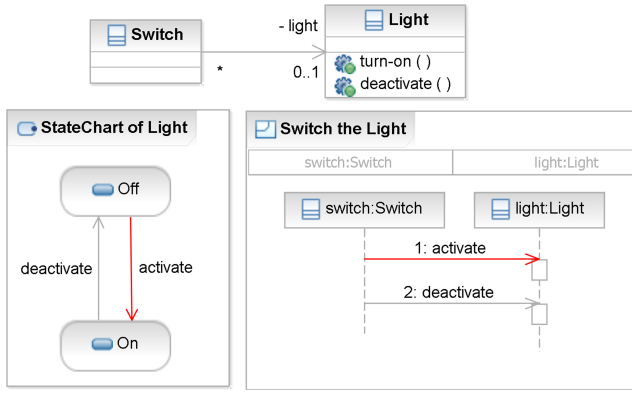 Switch
- light
Light
*
0..1
turn-on ( )
deactivate ( )
StateChart of Light
Off
deactivate
activate
On
Switch the Light
switch:Switch
light:Light
switch:Switch
light:Light
1: activate
2: deactivate